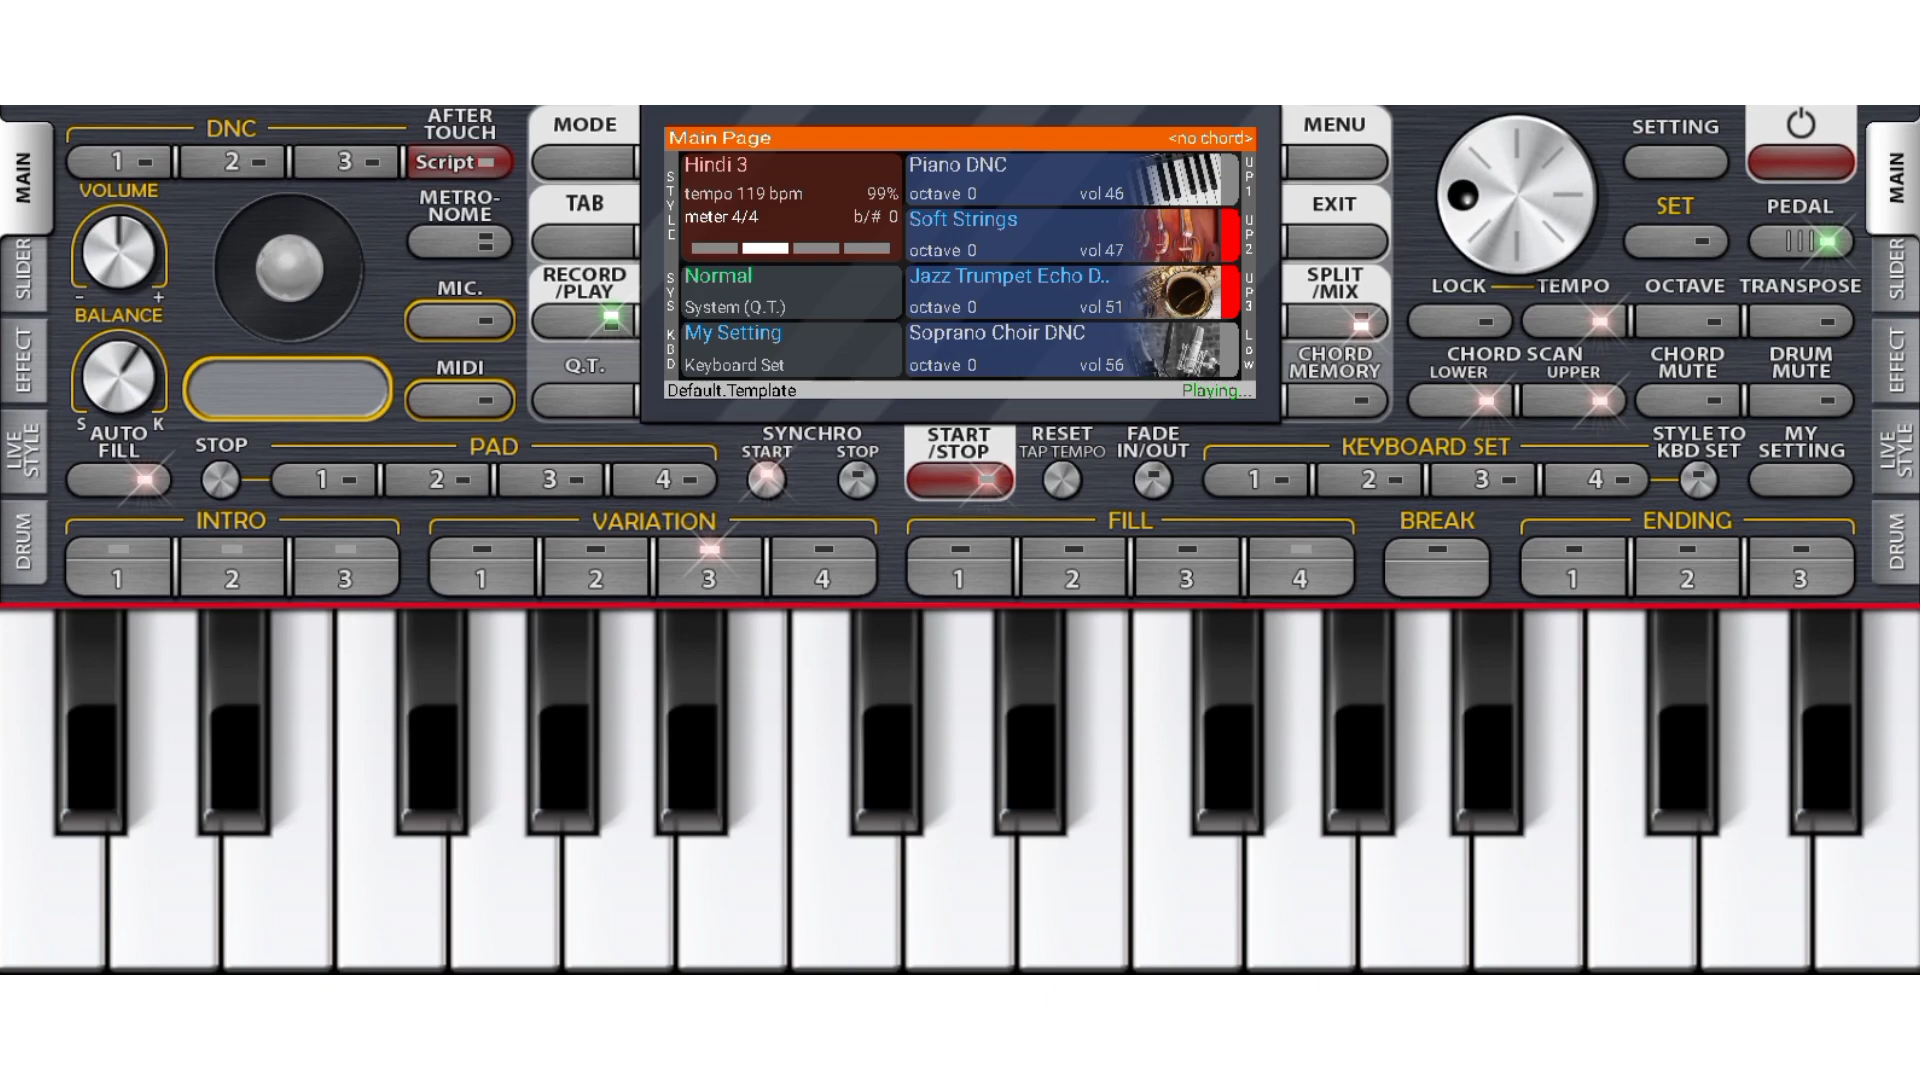 MAIN
SLIDER
EFFECT
LIVE STYLE
DRUM
DNC
1 2 3
AFTER TOUCH
Script
VOLUME
- +
BALANCE
S K
METRO-NOME
MIC.
MIDI
MODE
TAB
RECORD /PLAY
Q.T.
Main Page <no chord>
STYLE
Hindi 3
tempo 119 bpm 99%
meter 4/4 b/# 0
SYS
Normal
System (Q.T.)
KBD
My Setting
Keyboard Set
Piano DNC
octave 0 vol 46
UP1
Soft Strings
octave 0 vol 47
UP2
Jazz Trumpet Echo D..
octave 0 vol 51
UP3
Soprano Choir DNC
octave 0 vol 56
Low
Default.Template Playing...
MENU
EXIT
SPLIT /MIX
CHORD MEMORY
SETTING
SET
PEDAL
LOCK TEMPO OCTAVE TRANSPOSE
CHORD SCAN
LOWER UPPER
CHORD MUTE
DRUM MUTE
MAIN
SLIDER
EFFECT
LIVE STYLE
DRUM
AUTO FILL
STOP
PAD
1 2 3 4
SYNCHRO
START STOP
START /STOP
RESET
TAP TEMPO
FADE IN/OUT
KEYBOARD SET
1 2 3 4
STYLE TO KBD SET
MY SETTING
INTRO
1 2 3
VARIATION
1 2 3 4
FILL
1 2 3 4
BREAK
ENDING
1 2 3